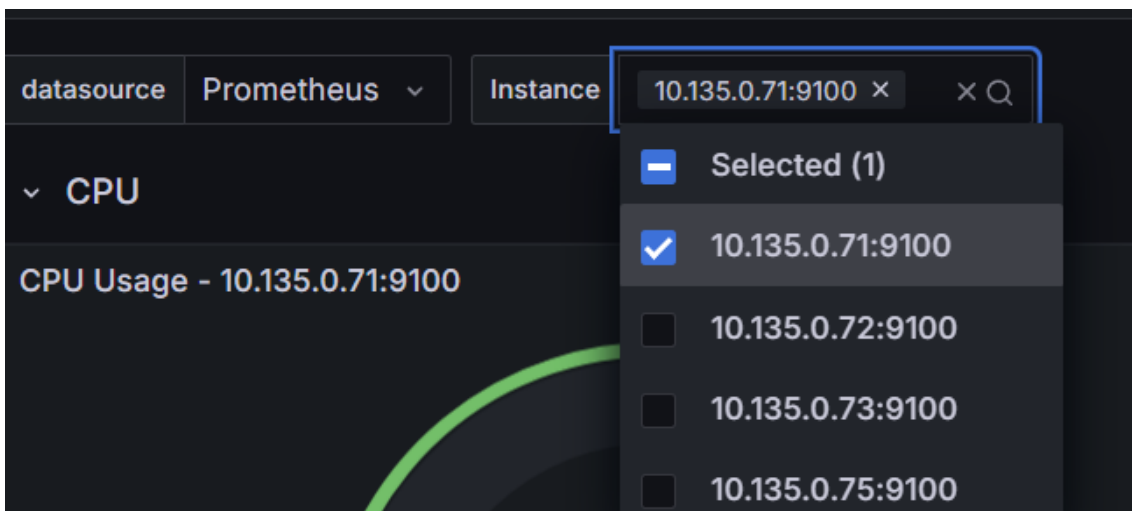 datasource Prometheus Instance 10.135.0.71:9100
Selected (1)
CPU
10.135.0.71:9100
CPU Usage - 10.135.0.71:9100
10.135.0.72:9100
10.135.0.73:9100
10.135.0.75:9100